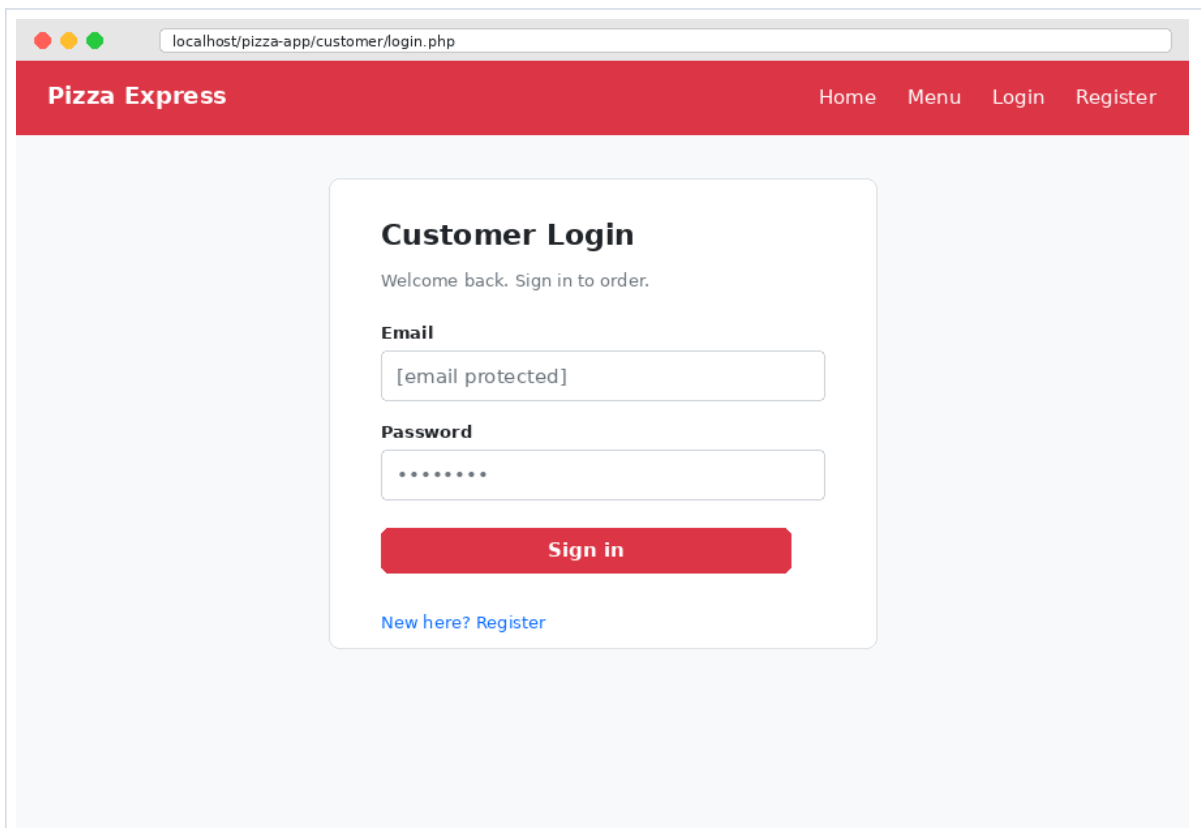 localhost/pizza-app/customer/login.php
Pizza Express Home Menu Login Register
Customer Login
Welcome back. Sign in to order.
Email
[email protected]
Password
••••••••
Sign in
New here? Register